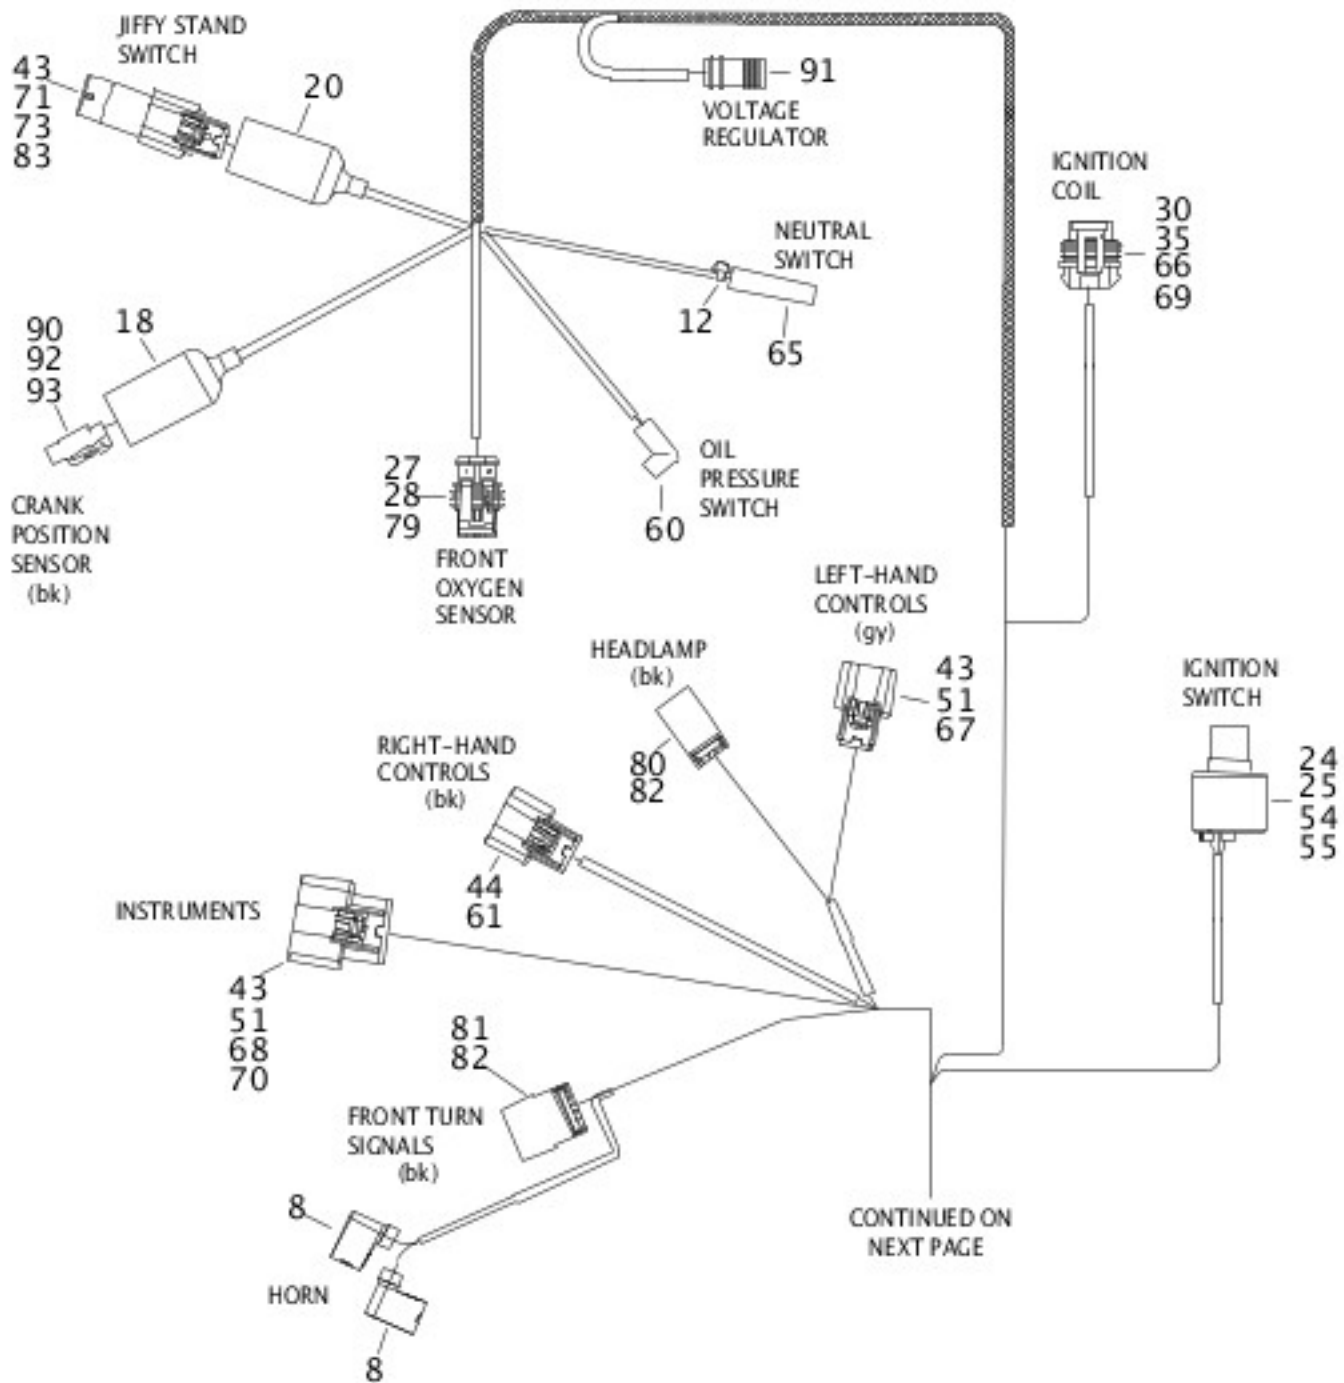 JIFFY STAND
SWITCH
43
71
73
83
20
91
VOLTAGE
REGULATOR
IGNITION
COIL
30
35
66
69
NEUTRAL
SWITCH
12
65
90
92
93
18
CRANK
POSITION
SENSOR
(bk)
27
28
79
FRONT
OXYGEN
SENSOR
OIL
PRESSURE
SWITCH
60
LEFT-HAND
CONTROLS
(gy)
43
51
67
HEADLAMP
(bk)
80
82
IGNITION
SWITCH
24
25
54
55
RIGHT-HAND
CONTROLS
(bk)
44
61
INSTRUMENTS
43
51
68
70
81
82
FRONT TURN
SIGNALS
(bk)
8
HORN
8
CONTINUED ON
NEXT PAGE